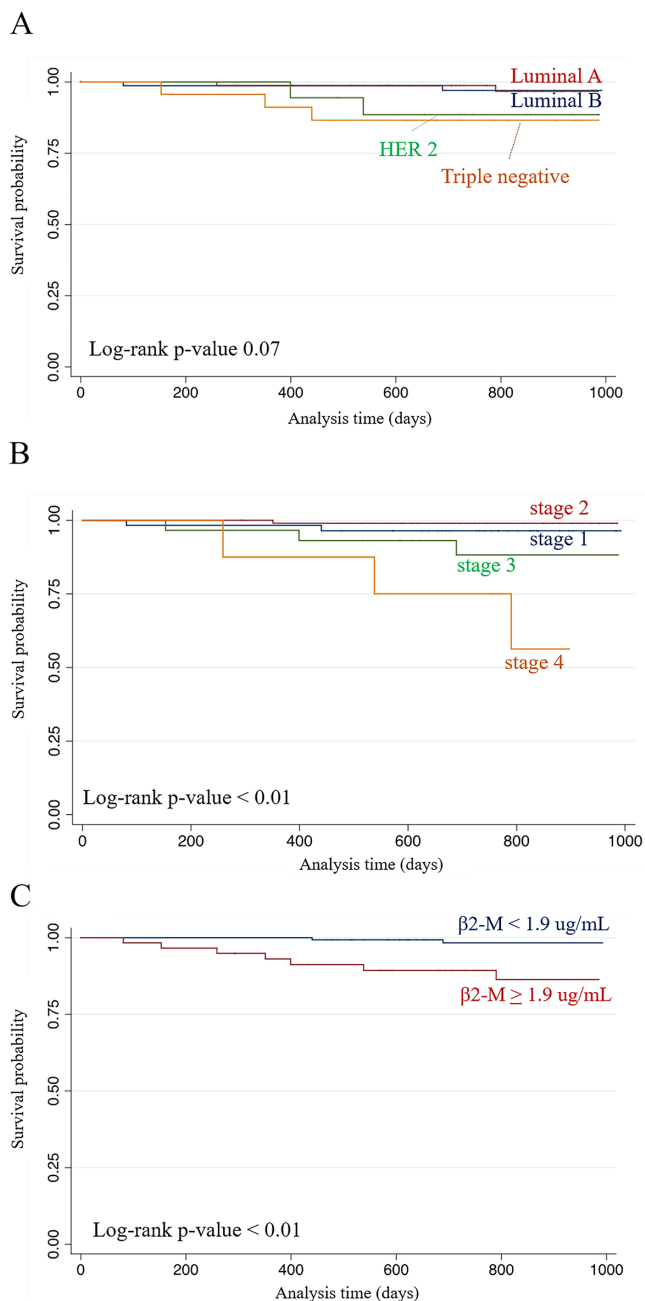 A
1.00
0.75
0.50
0.25
0.00
Survival probability
Luminal A
Luminal B
HER 2
Triple negative
Log-rank p-value 0.07
0 200 400 600 800 1000
Analysis time (days)
B
1.00
0.75
0.50
0.25
0.00
Survival probability
stage 2
stage 1
stage 3
stage 4
Log-rank p-value < 0.01
0 200 400 600 800 1000
Analysis time (days)
C
1.00
0.75
0.50
0.25
0.00
Survival probability
β2-M < 1.9 ug/mL
β2-M ≥ 1.9 ug/mL
Log-rank p-value < 0.01
0 200 400 600 800 1000
Analysis time (days)